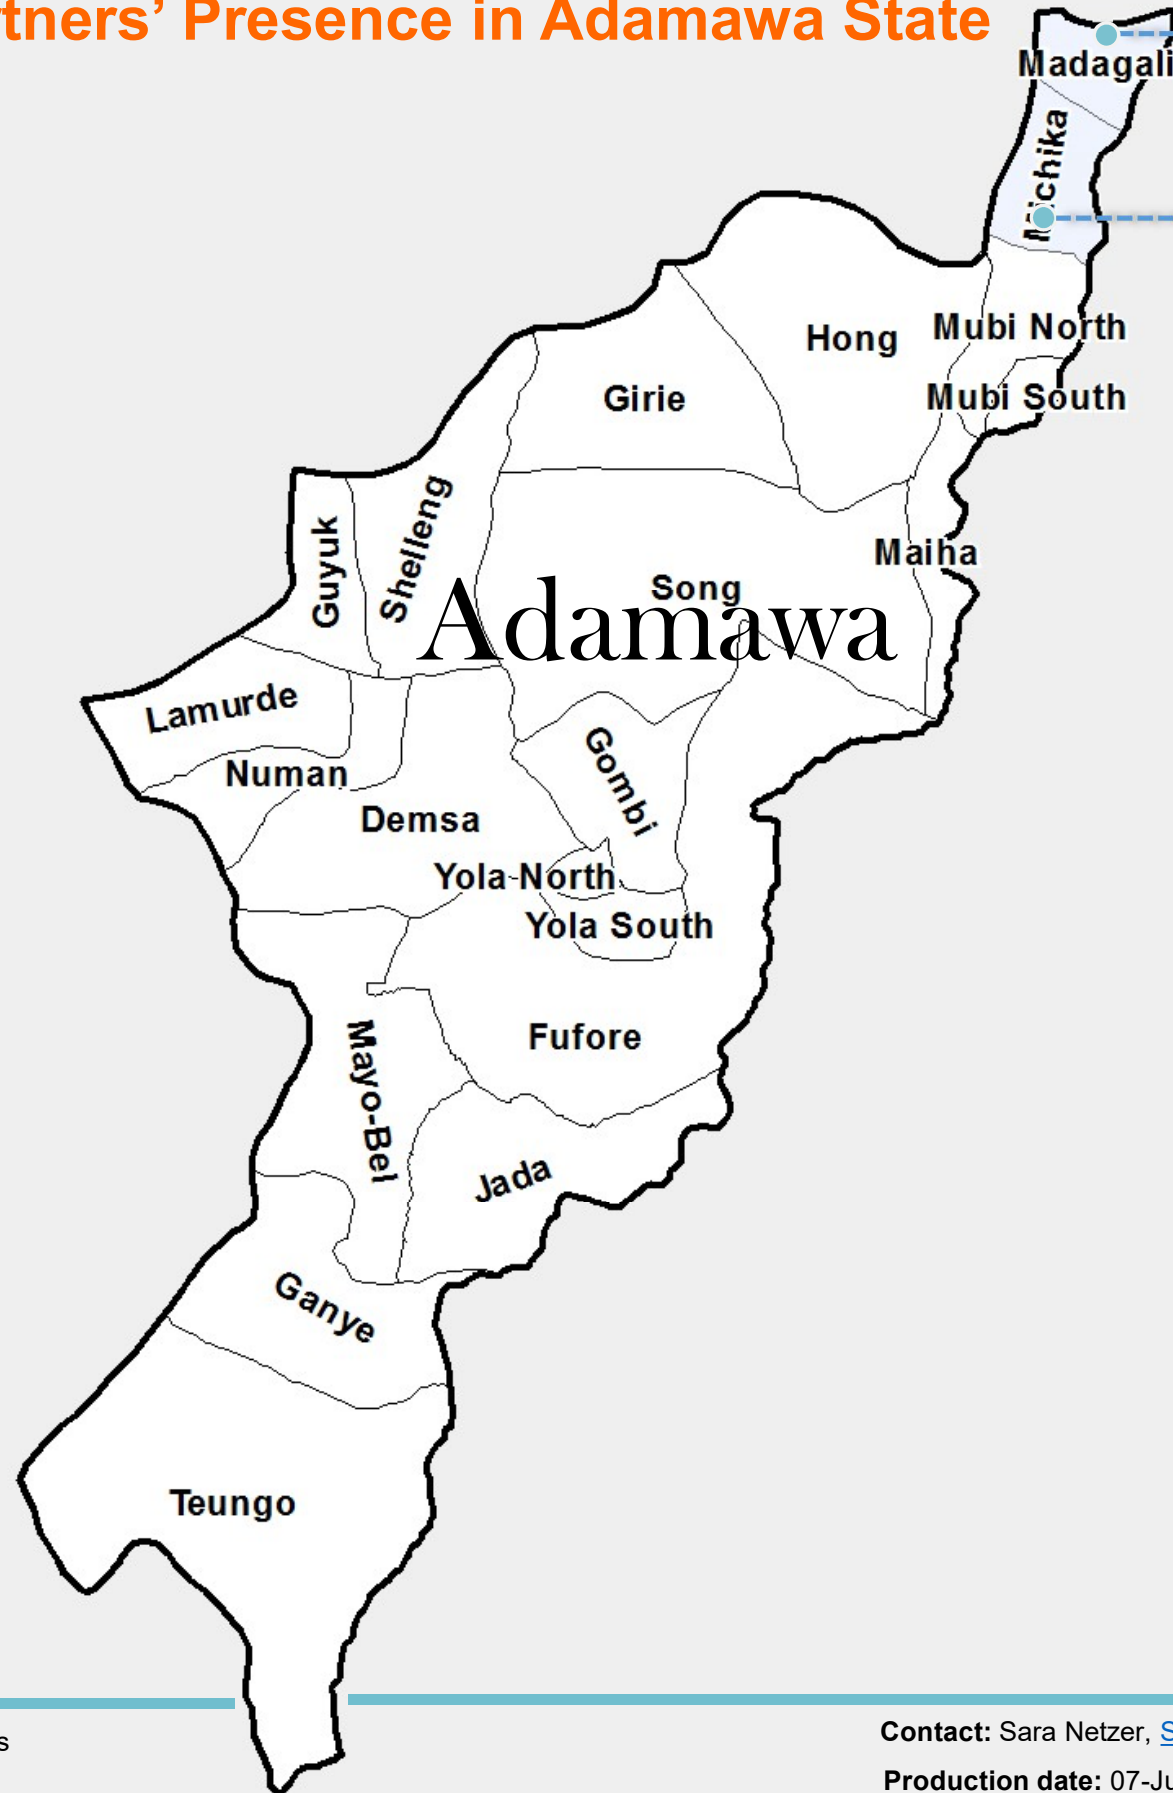 tners’ Presence in Adamawa State
Madagali
Michika
Hong
Mubi North
Girie
Mubi South
Guyuk
Shelleng
Maiha
Song
Adamawa
Lamurde
Gombi
Numan
Demsa
Yola North
Yola South
Fufore
Mayo-Bel
Jada
Ganye
Teungo
s
Contact: Sara Netzer, S
Production date: 07-Ju